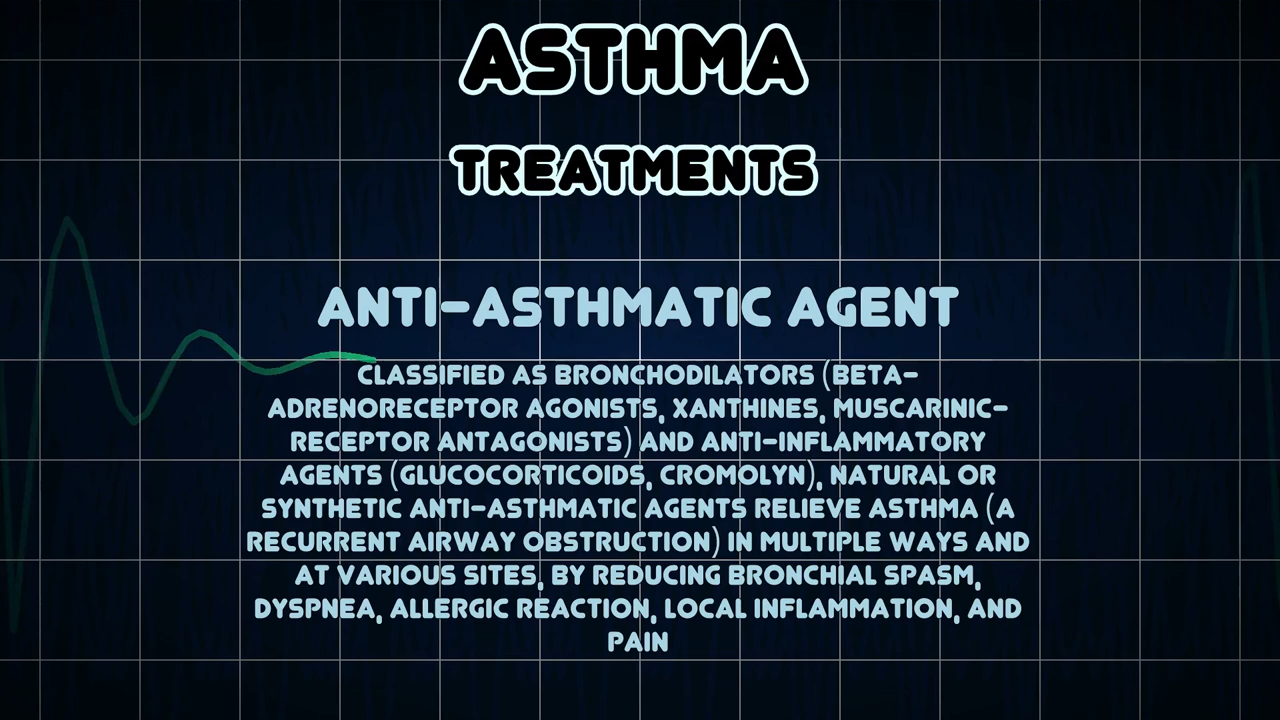 ASTHMA
TREATMENTS
ANTI-ASTHMATIC AGENT
CLASSIFIED AS BRONCHODILATORS (BETA-
ADRENORECEPTOR AGONISTS, XANTHINES, MUSCARINIC-
RECEPTOR ANTAGONISTS) AND ANTI-INFLAMMATORY
AGENTS (GLUCOCORTICOIDS, CROMOLYN), NATURAL OR
SYNTHETIC ANTI-ASTHMATIC AGENTS RELIEVE ASTHMA (A
RECURRENT AIRWAY OBSTRUCTION) IN MULTIPLE WAYS AND
AT VARIOUS SITES, BY REDUCING BRONCHIAL SPASM,
DYSPNEA, ALLERGIC REACTION, LOCAL INFLAMMATION, AND
PAIN